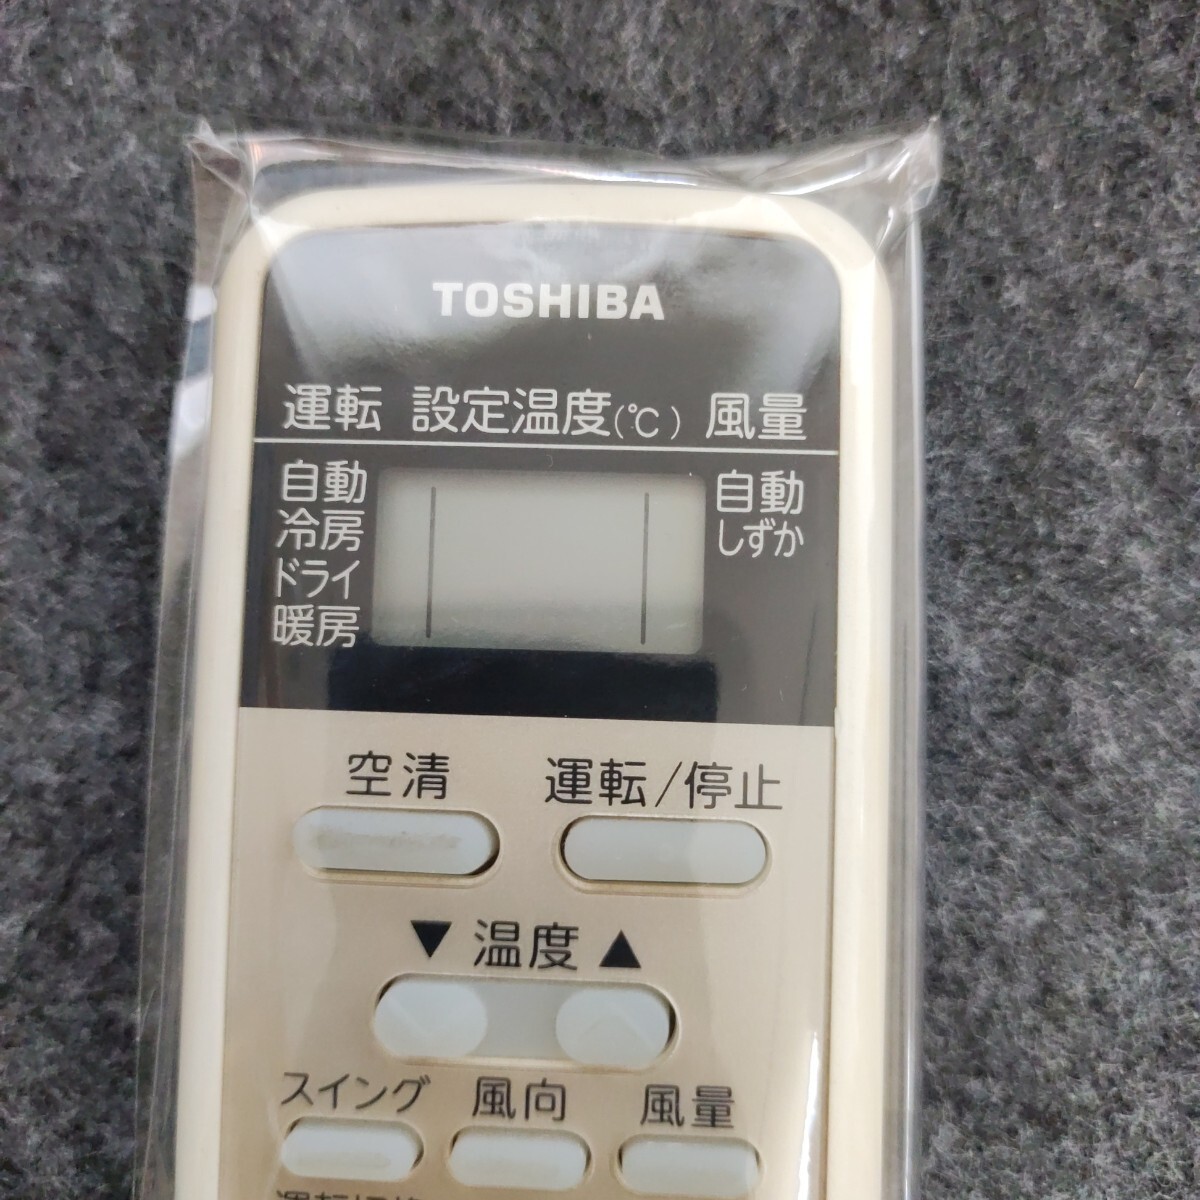 TOSHIBA
運転 設定温度(℃) 風量
自動 自動
冷房 しずか
ドライ
暖房
空清 運転/停止
▼ 温度 ▲
スイング 風向 風量